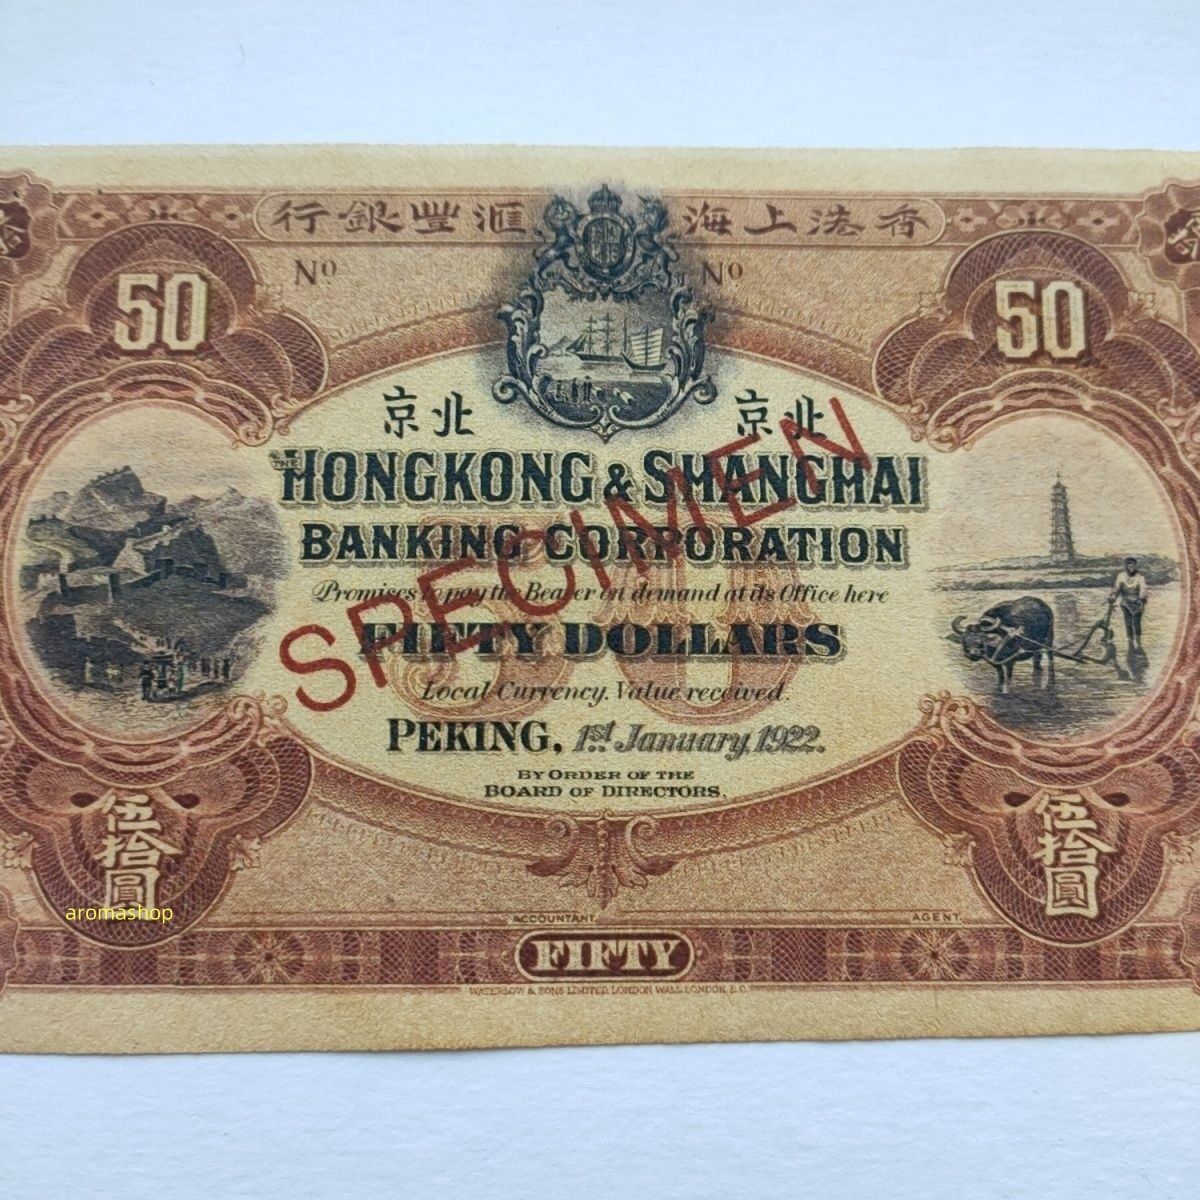 行銀豐滙 海上港香
Nº Nº
50 50
京北 京北
THE HONGKONG & SHANGHAI
BANKING CORPORATION
Promises to pay the Bearer on demand at its Office here
FIFTY DOLLARS
Local Currency. Value received.
PEKING, 1st January, 1922.
BY ORDER OF THE
BOARD OF DIRECTORS.
SPECIMEN
伍拾圓 伍拾圓
aromashop
ACCOUNTANT. AGENT.
FIFTY
WATERLOW & SONS LIMITED, LONDON WALL, LONDON, E.C.